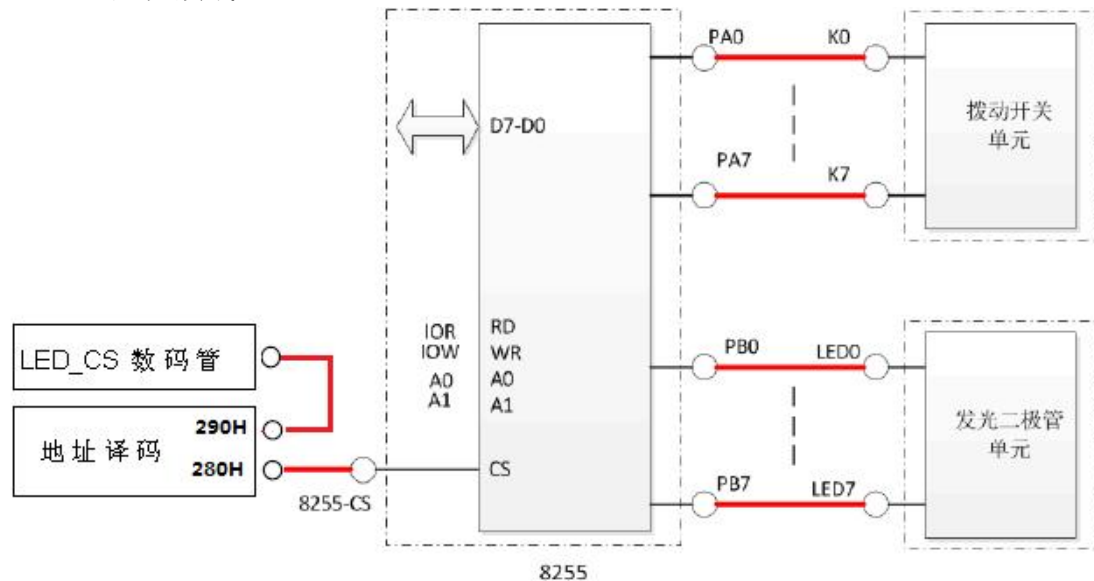 PA0
K0
拨动开关
单元
D7-D0
PA7
K7
IOR
IOW
A0
A1
RD
WR
A0
A1
CS
PB0
LED0
发光二极管
单元
PB7
LED7
LED_CS 数码管
地址译码
290H
280H
8255-CS
8255